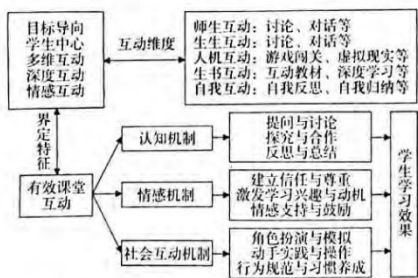 目标导向
学生中心
多维互动
深度互动
情感互动
互动维度
师生互动：讨论、对话等
生生互动：讨论、对话等
人机互动：游戏闯关、虚拟现实等
生书互动：互动教材、深度学习等
自我互动：自我反思、自我归纳等
界定特征
有效课堂
互动
认知机制
提问与讨论
探究与合作
反思与总结
情感机制
建立信任与尊重
激发学习兴趣与动机
情感支持与鼓励
社会互动机制
角色扮演与模拟
动手实践与操作
行为规范与习惯养成
学生学习效果